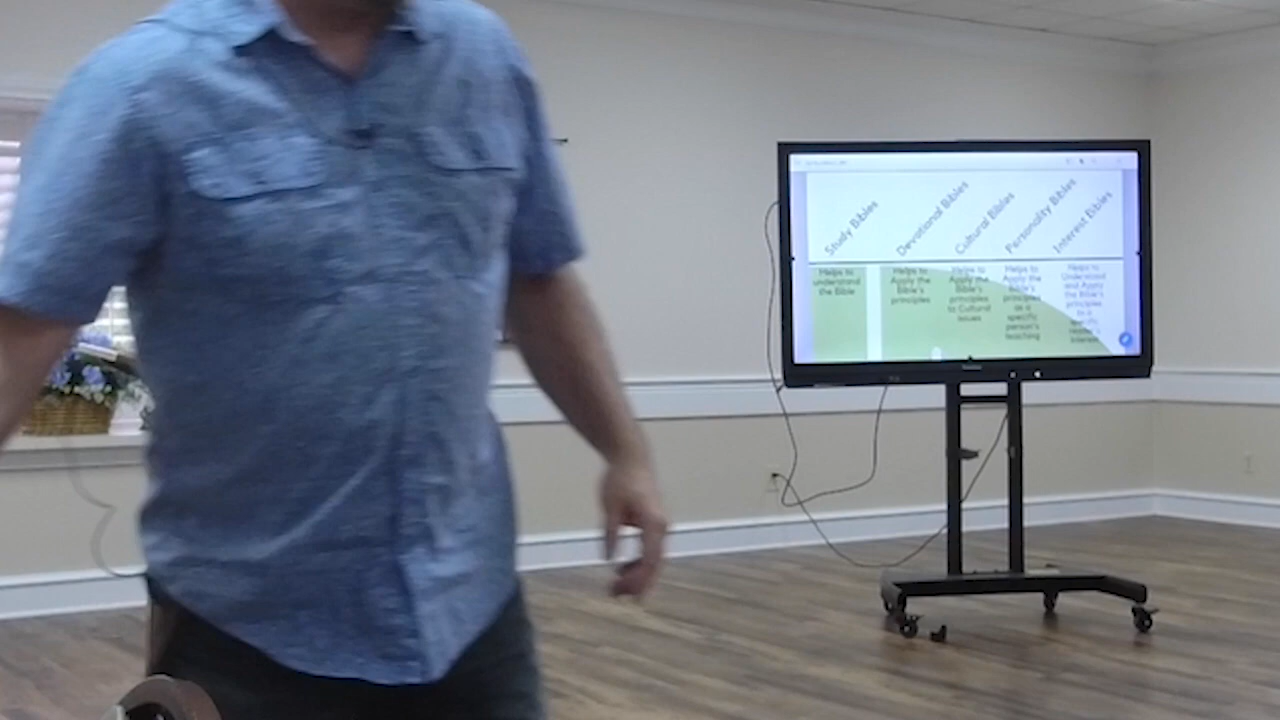 Study Bibles
Devotional Bibles
Cultural Bibles
Personality Bibles
Interest Bibles
Helps to
understand
the Bible
Helps to
Apply the
Bible's
principles
Helps to
Apply the
Bible's
principles
to Cultural
Issues
Helps to
Apply the
Bible's
principles
as a
specific
person's
teaching
Helps to
Understand
and Apply
the Bible's
principles
to a
specific